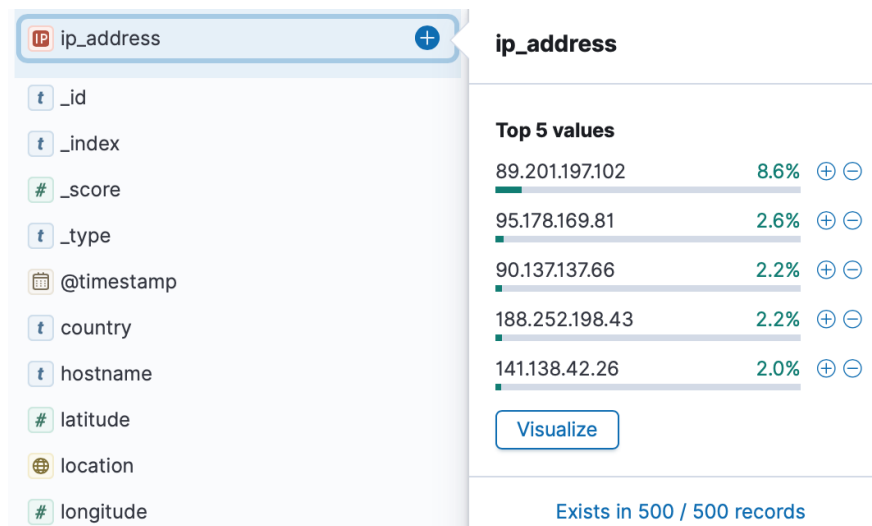 IP ip_address
t _id
t _index
# _score
t _type
@timestamp
t country
t hostname
# latitude
location
# longitude
ip_address
Top 5 values
89.201.197.102 8.6%
95.178.169.81 2.6%
90.137.137.66 2.2%
188.252.198.43 2.2%
141.138.42.26 2.0%
Visualize
Exists in 500 / 500 records